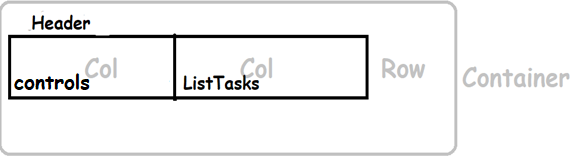 Header
Col Col Row
Container
controls ListTasks